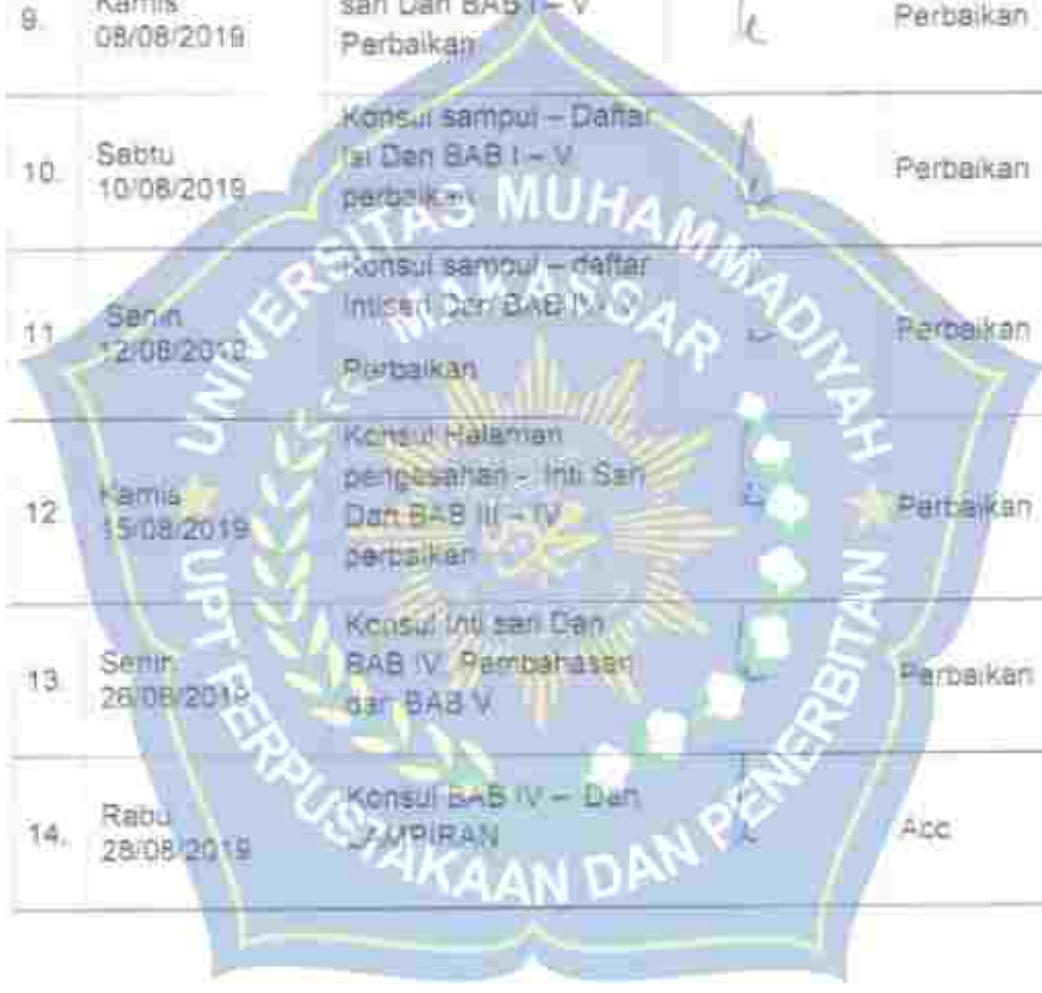 9. Kamis
08/08/2019
sari Dan BAB I – V
Perbaikan
Perbaikan
10. Sabtu
10/08/2019
Konsul sampul – Daftar
Isi Dan BAB I – V
perbaikan
Perbaikan
11. Senin
12/08/2019
Konsul sampul – daftar
Intisari Dan BAB IV- V
Perbaikan
Perbaikan
12. Kamis
15/08/2019
Konsul Halaman
pengesahan - Inti Sari
Dan BAB III – IV
perbaikan
Perbaikan
13. Senin
26/08/2019
Konsul Inti sari Dan
BAB IV Pembahasan
dan BAB V
Perbaikan
14. Rabu
28/08/2019
Konsul BAB IV – Dan
LAMPIRAN
Acc
UNIVERSITAS MUHAMMADIYAH
MAKASSAR
UPT PERPUSTAKAAN DAN PENERBITAN